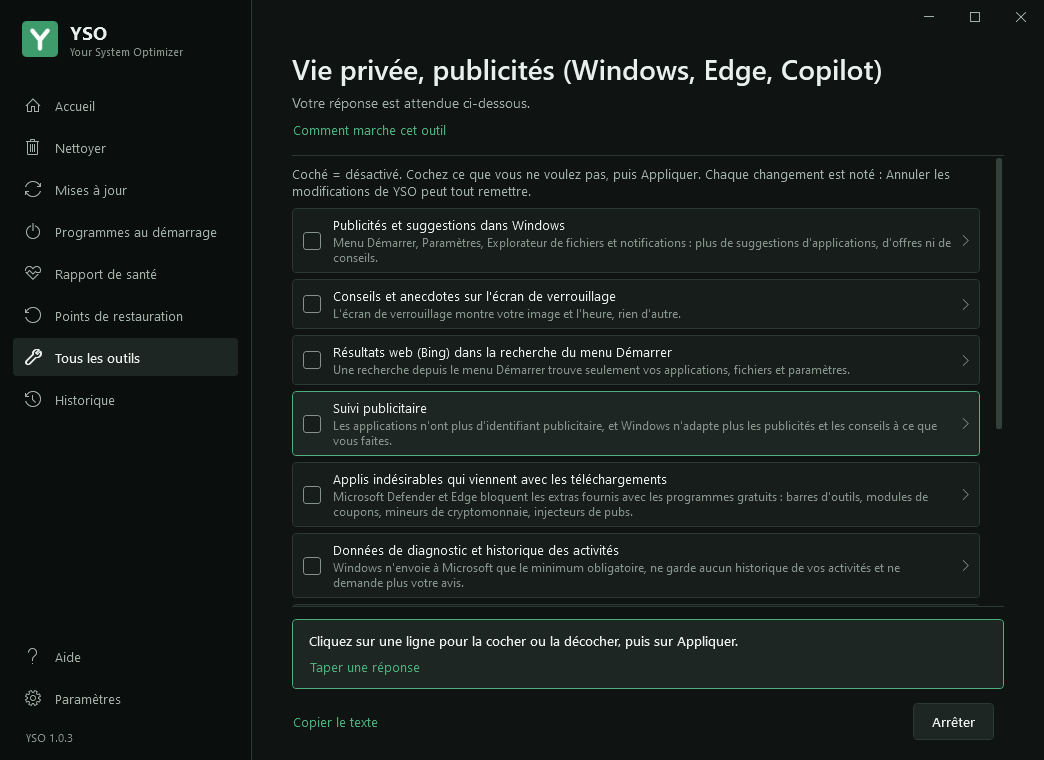 YSO
Your System Optimizer
Accueil
Nettoyer
Mises à jour
Programmes au démarrage
Rapport de santé
Points de restauration
Tous les outils
Historique
Aide
Paramètres
YSO 1.0.3
Vie privée, publicités (Windows, Edge, Copilot)
Votre réponse est attendue ci-dessous.
Comment marche cet outil
Coché = désactivé. Cochez ce que vous ne voulez pas, puis Appliquer. Chaque changement est noté : Annuler les
modifications de YSO peut tout remettre.
Publicités et suggestions dans Windows
Menu Démarrer, Paramètres, Explorateur de fichiers et notifications : plus de suggestions d'applications, d'offres ni de
conseils.
Conseils et anecdotes sur l'écran de verrouillage
L'écran de verrouillage montre votre image et l'heure, rien d'autre.
Résultats web (Bing) dans la recherche du menu Démarrer
Une recherche depuis le menu Démarrer trouve seulement vos applications, fichiers et paramètres.
Suivi publicitaire
Les applications n'ont plus d'identifiant publicitaire, et Windows n'adapte plus les publicités et les conseils à ce que
vous faites.
Applis indésirables qui viennent avec les téléchargements
Microsoft Defender et Edge bloquent les extras fournis avec les programmes gratuits : barres d'outils, modules de
coupons, mineurs de cryptomonnaie, injecteurs de pubs.
Données de diagnostic et historique des activités
Windows n'envoie à Microsoft que le minimum obligatoire, ne garde aucun historique de vos activités et ne
demande plus votre avis.
Cliquez sur une ligne pour la cocher ou la décocher, puis sur Appliquer.
Taper une réponse
Copier le texte
Arrêter